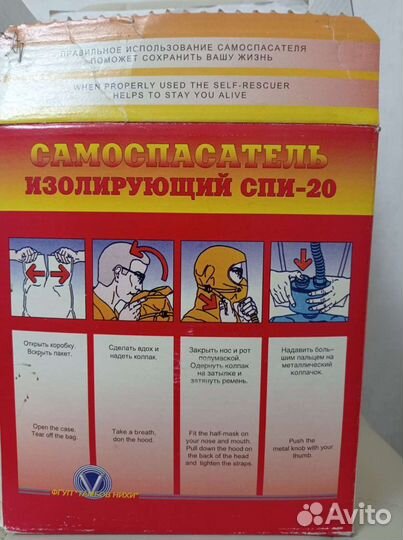 ПРАВИЛЬНОЕ ИСПОЛЬЗОВАНИЕ САМОСПАСАТЕЛЯ
ПОМОЖЕТ СОХРАНИТЬ ВАШУ ЖИЗНЬ
WHEN PROPERLY USED THE SELF-RESCUER
HELPS TO STAY YOU ALIVE
САМОСПАСАТЕЛЬ
ИЗОЛИРУЮЩИЙ СПИ-20
Открыть коробку.
Вскрыть пакет.
Open the case.
Tear off the bag.
Сделать вдох и
надеть колпак.
Take a breath,
don the hood.
Закрыть нос и рот
полумаской.
Одернуть колпак
на затылке и
затянуть ремень.
Fit the half-mask on
your nose and mouth.
Pull down the hood on
the back of the head
and tighten the straps.
Надавить боль-
шим пальцем на
металлический
колпачок.
Push the
metal knob with your
thumb.
ФГУП "ТАМБОВ НИХИ"
Avito